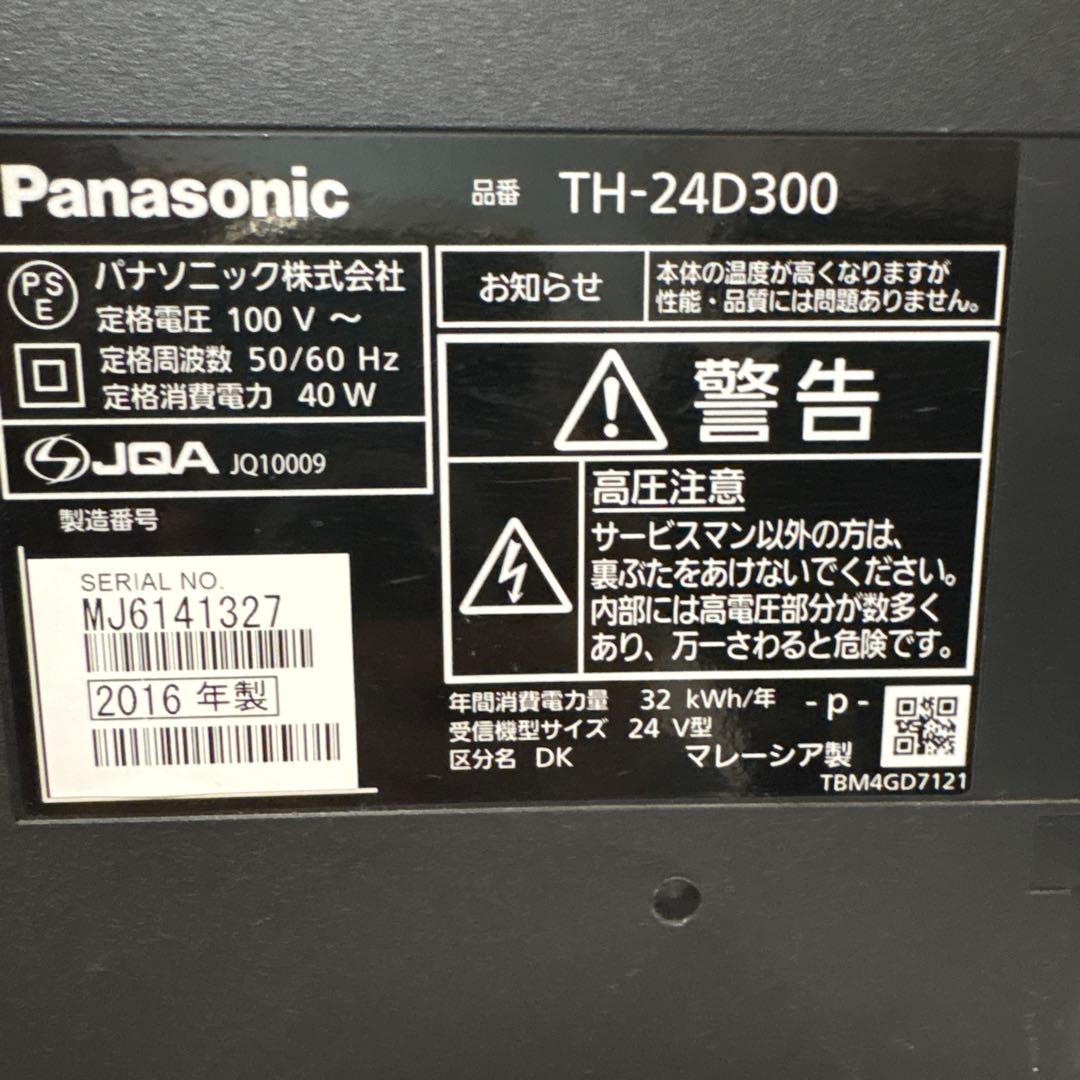 Panasonic
品番 TH-24D300
PSE
パナソニック株式会社
定格電圧 100 V ~
定格周波数 50/60 Hz
定格消費電力 40 W
JQA JQ10009
お知らせ
本体の温度が高くなりますが
性能・品質には問題ありません。
警告
高圧注意
サービスマン以外の方は、
裏ぶたをあけないでください。
内部には高電圧部分が数多く
あり、万一さわると危険です。
製造番号
SERIAL NO.
MJ6141327
2016 年製
年間消費電力量 32 kWh/年 -p-
受信機型サイズ 24 V型
区分名 DK マレーシア製
TBM4GD7121